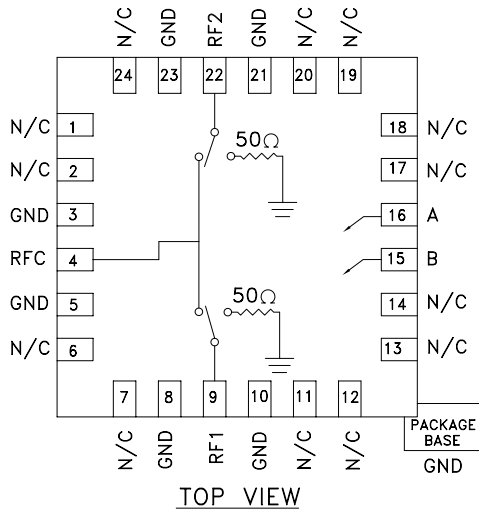 N/C GND RF2 GND N/C N/C
24 23 22 21 20 19
N/C 1 50Ω 18 N/C
N/C 2 17 N/C
GND 3 16 A
RFC 4 15 B
GND 5 50Ω 14 N/C
N/C 6 13 N/C
7 8 9 10 11 12
N/C GND RF1 GND N/C N/C
PACKAGE
BASE
GND
TOP VIEW